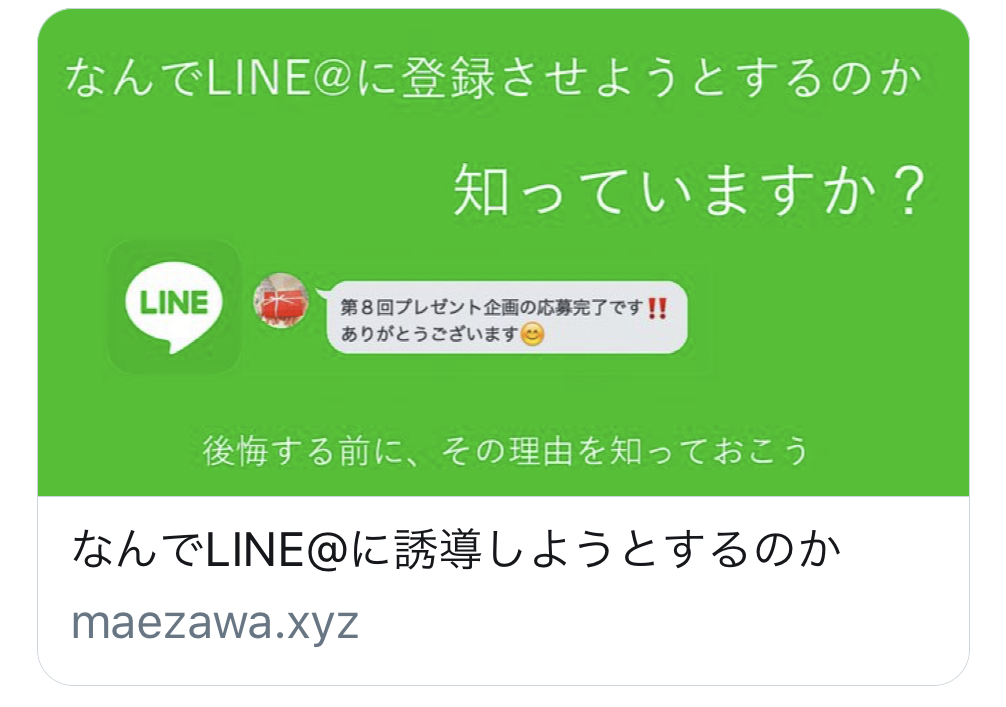 なんでLINE@に登録させようとするのか
知っていますか？
LINE
第８回プレゼント企画の応募完了です‼️
ありがとうございます😊
後悔する前に、その理由を知っておこう
なんでLINE@に誘導しようとするのか
maezawa.xyz